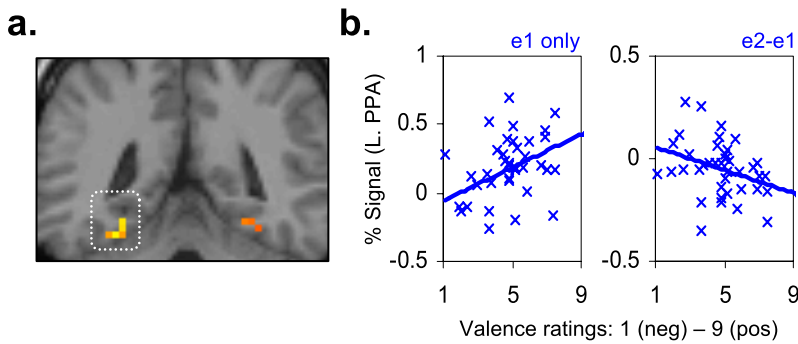 a.
b.
e1 only
e2-e1
% Signal (L. PPA)
1
0.5
0
-0.5
1 5 9
0.5
0
-0.5
1 5 9
Valence ratings: 1 (neg) – 9 (pos)